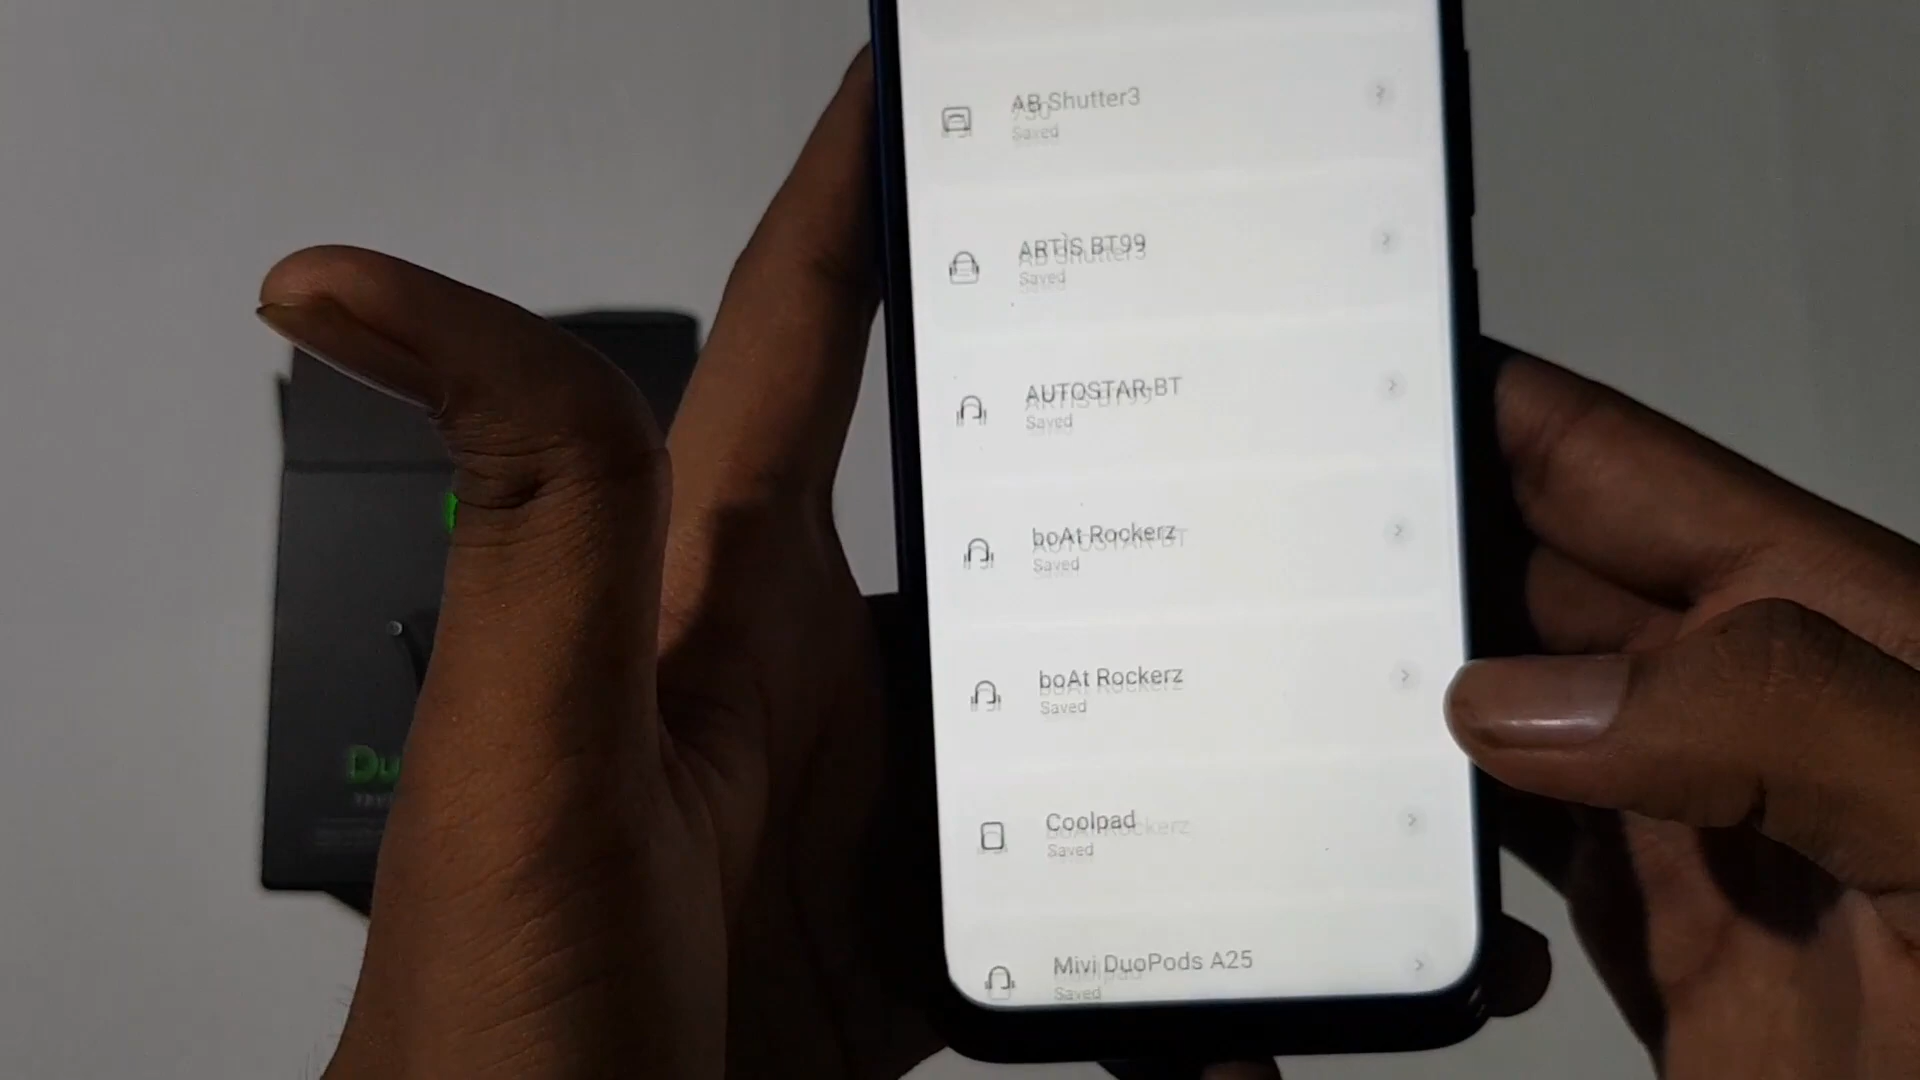 AB Shutter3
Saved
ARTIS BT99
Saved
AUTOSTAR-BT
Saved
boAt Rockerz
Saved
boAt Rockerz
Saved
Coolpad
Saved
Mivi DuoPods A25
Saved
Du